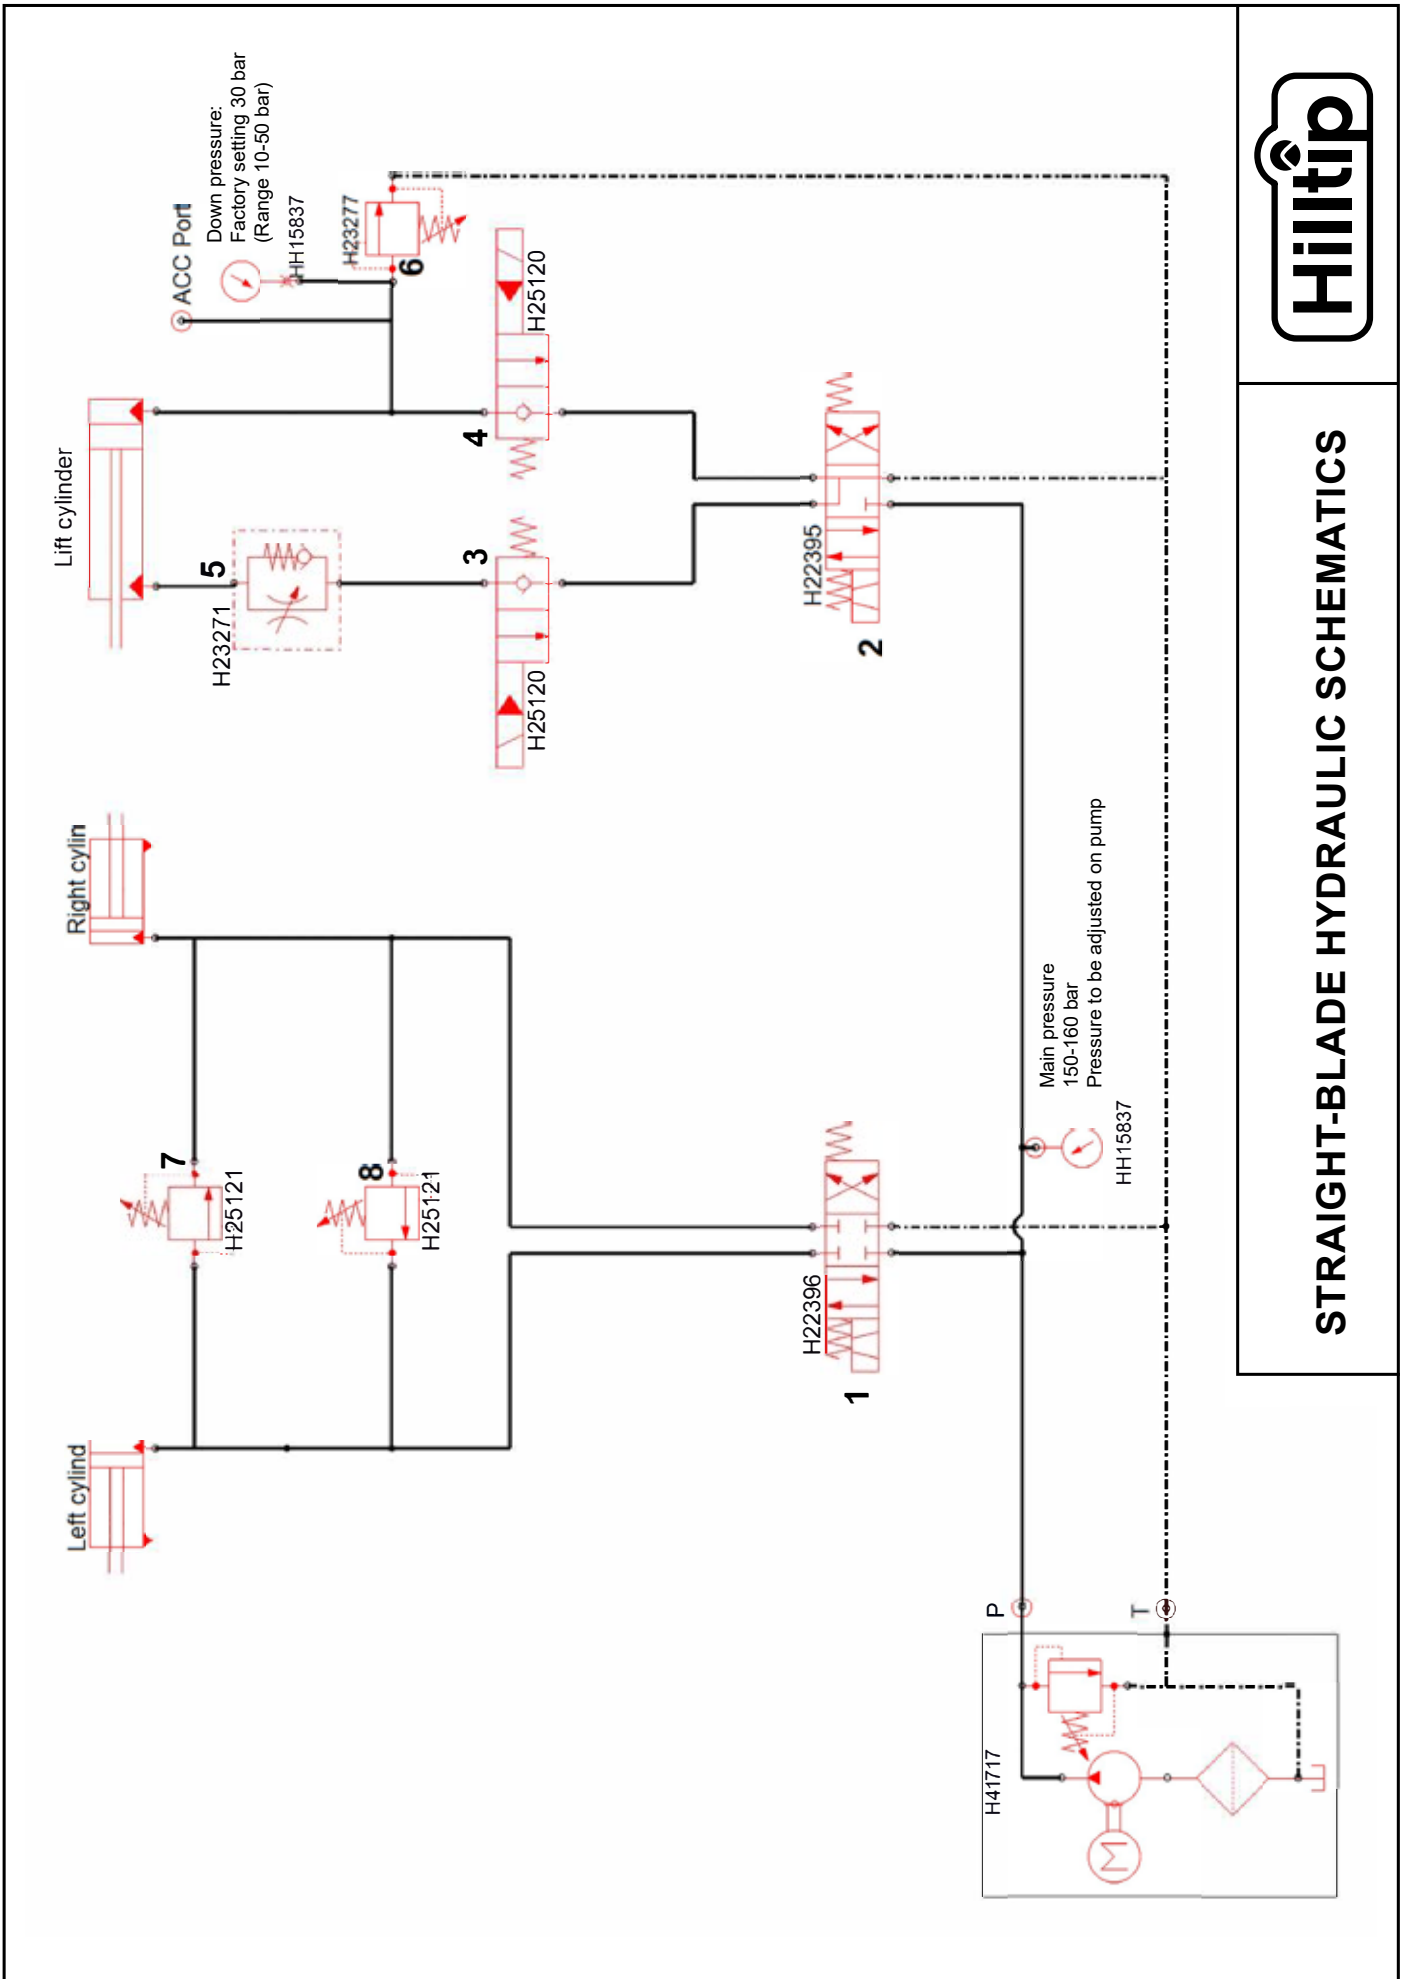 Lift cylinder
ACC Port
Down pressure:
Factory setting 30 bar
(Range 10-50 bar)
HH15837
H23277
6
5
H23271
3
4
H25120
H25120
H22395
2
Left cylind
Right cylin
7
H25121
8
H25121
H22396
1
Main pressure
150-160 bar
Pressure to be adjusted on pump
HH15837
P
T
H41717
M
STRAIGHT-BLADE HYDRAULIC SCHEMATICS
Hilltip